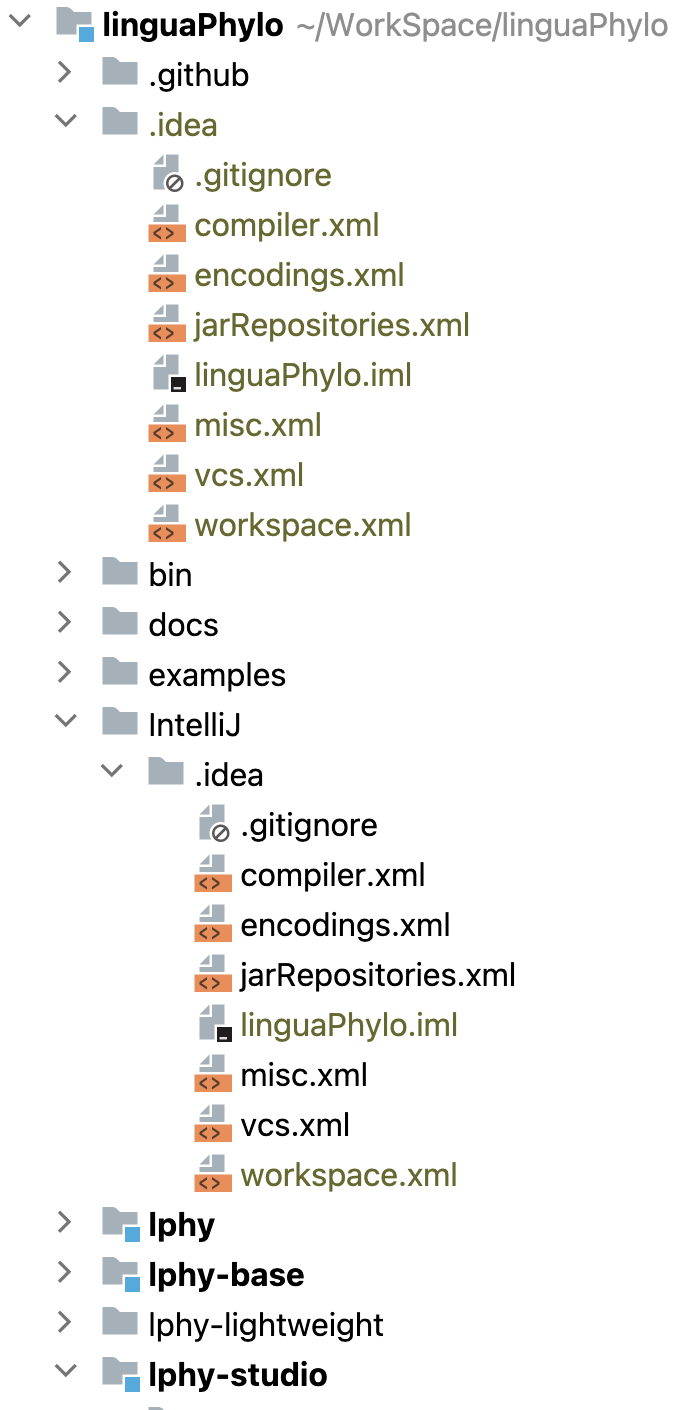 linguaPhylo ~/WorkSpace/linguaPhylo
.github
.idea
.gitignore
compiler.xml
encodings.xml
jarRepositories.xml
linguaPhylo.iml
misc.xml
vcs.xml
workspace.xml
bin
docs
examples
IntelliJ
.idea
.gitignore
compiler.xml
encodings.xml
jarRepositories.xml
linguaPhylo.iml
misc.xml
vcs.xml
workspace.xml
lphy
lphy-base
lphy-lightweight
lphy-studio